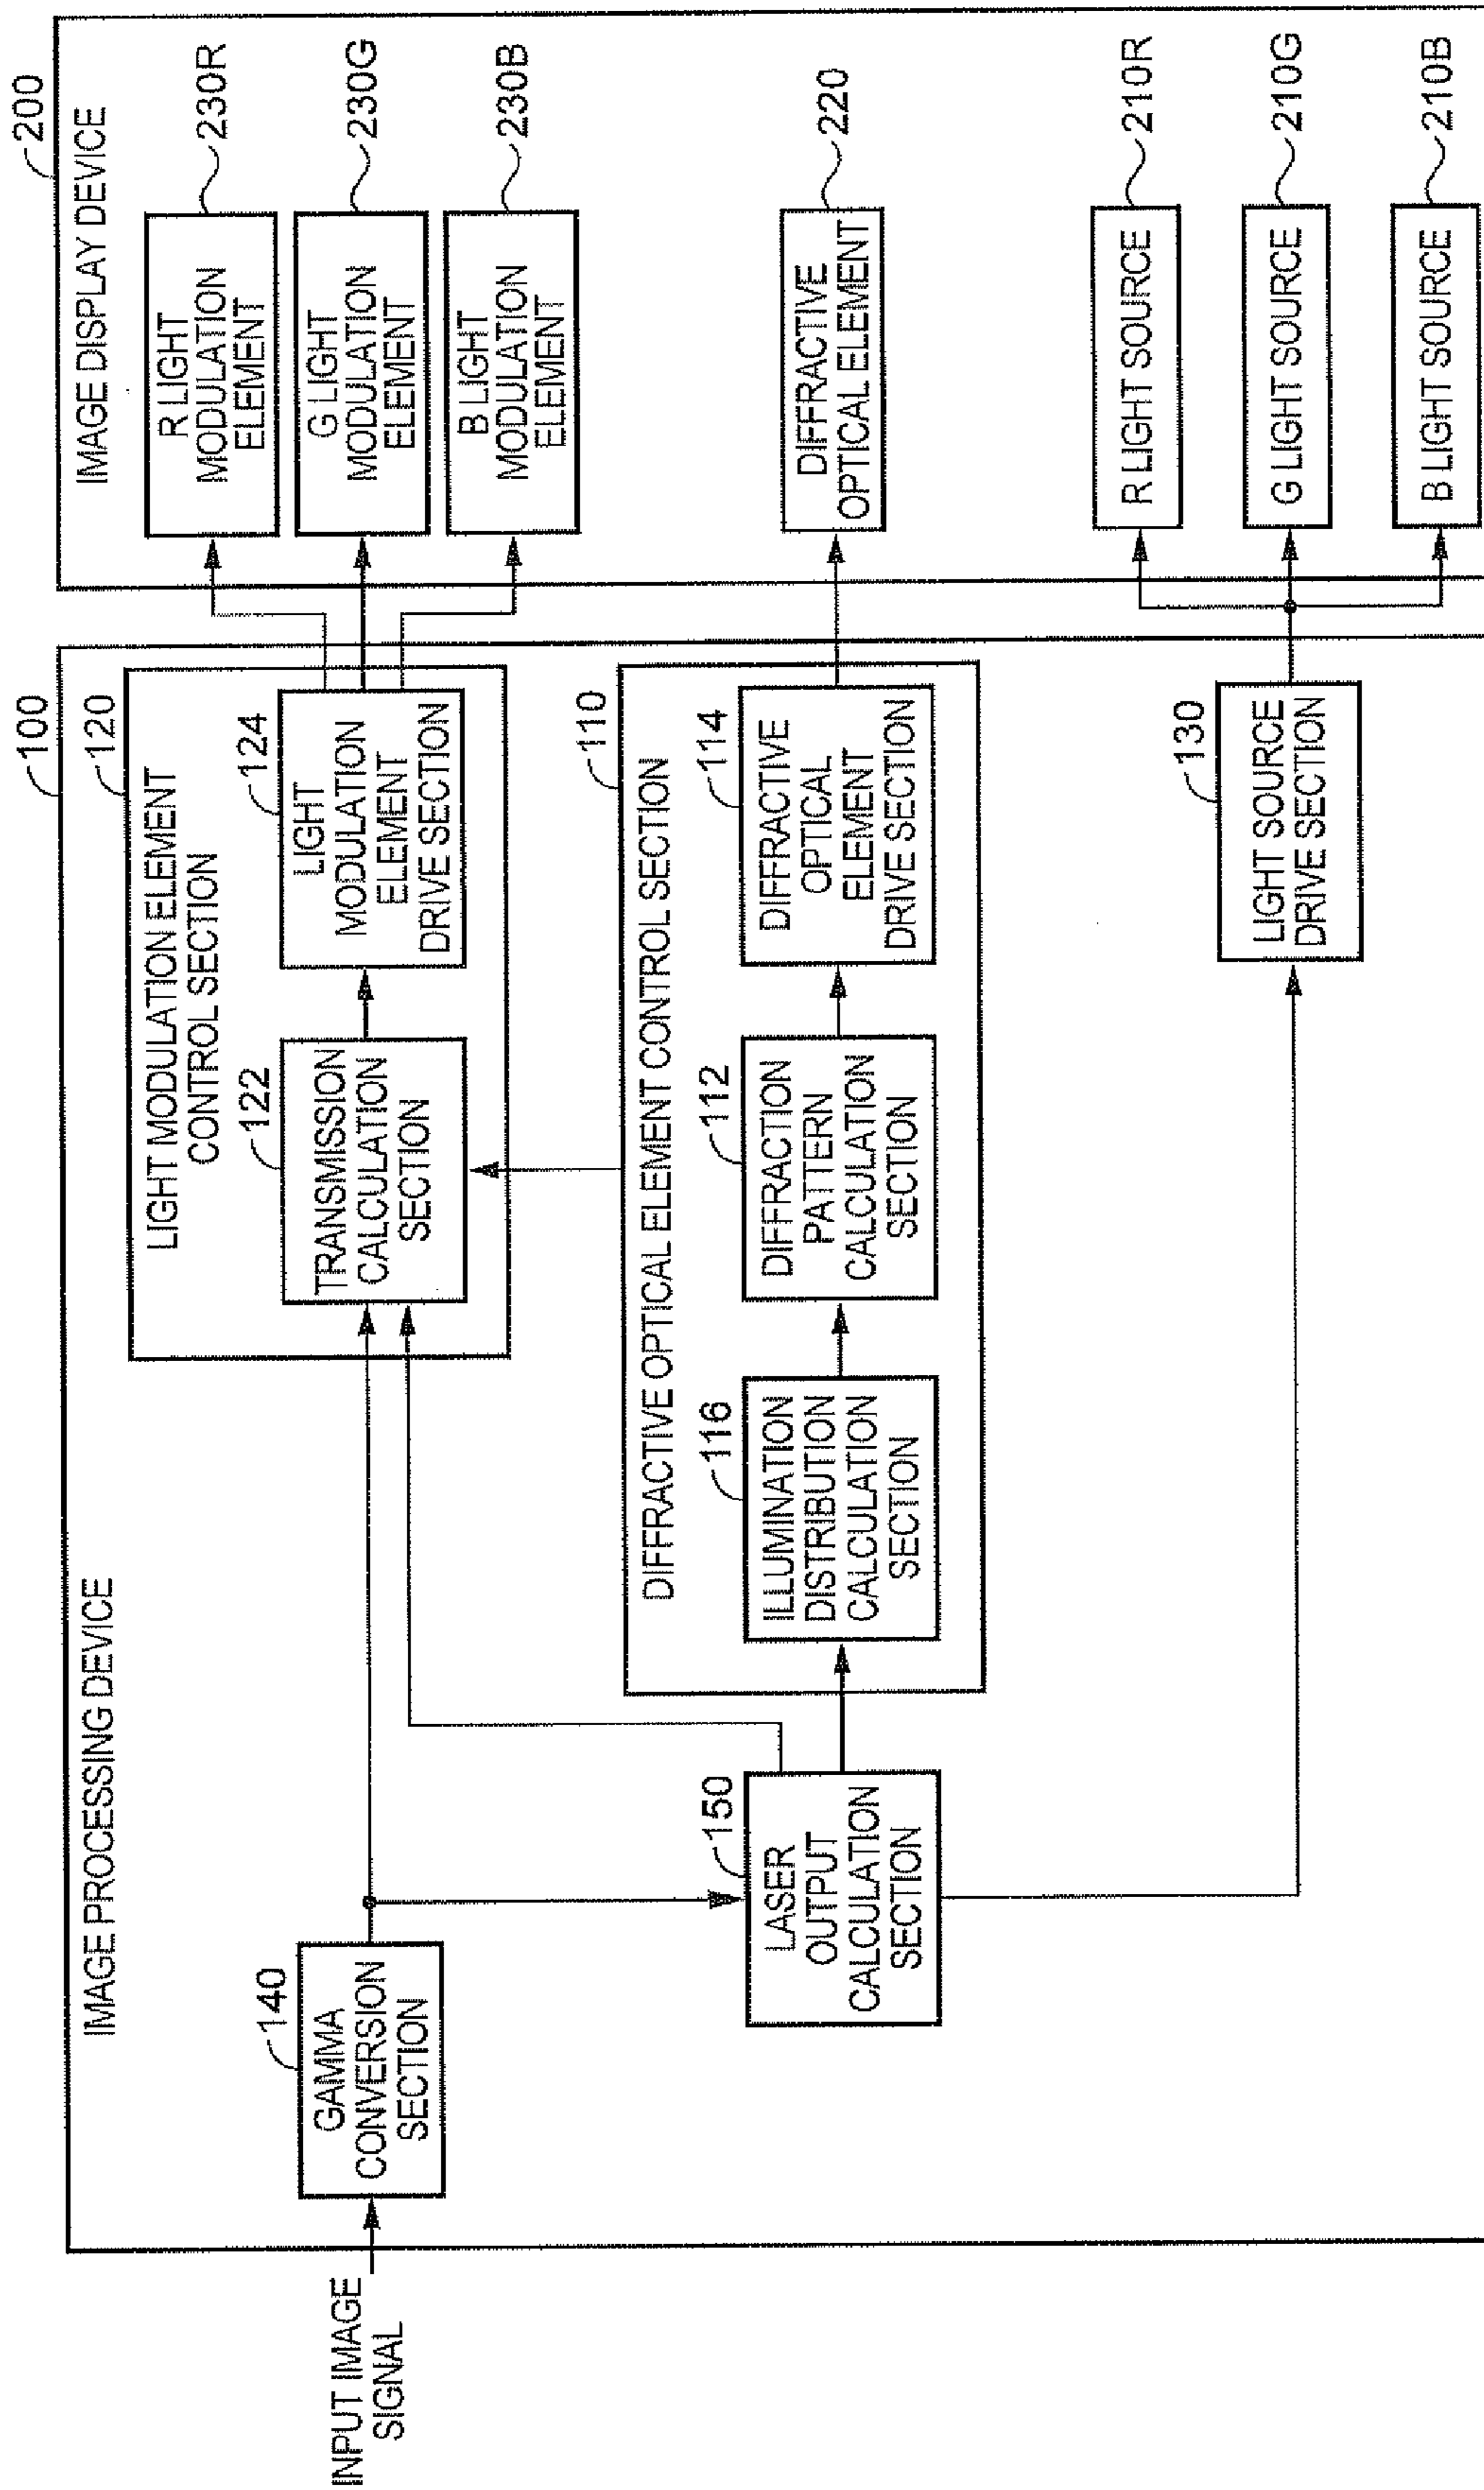 200
IMAGE DISPLAY DEVICE
R LIGHT
MODULATION
ELEMENT
230R
G LIGHT
MODULATION
ELEMENT
230G
B LIGHT
MODULATION
ELEMENT
230B
DIFFRACTIVE
OPTICAL ELEMENT
220
R LIGHT SOURCE
210R
G LIGHT SOURCE
210G
B LIGHT SOURCE
210B
100
IMAGE PROCESSING DEVICE
120
LIGHT MODULATION ELEMENT
CONTROL SECTION
122
TRANSMISSION
CALCULATION
SECTION
124
LIGHT
MODULATION
ELEMENT
DRIVE SECTION
110
DIFFRACTIVE OPTICAL ELEMENT CONTROL SECTION
116
ILLUMINATION
DISTRIBUTION
CALCULATION
SECTION
112
DIFFRACTION
PATTERN
CALCULATION
SECTION
114
DIFFRACTIVE
OPTICAL
ELEMENT
DRIVE SECTION
130
LIGHT SOURCE
DRIVE SECTION
140
GAMMA
CONVERSION
SECTION
150
LASER
OUTPUT
CALCULATION
SECTION
INPUT IMAGE
SIGNAL